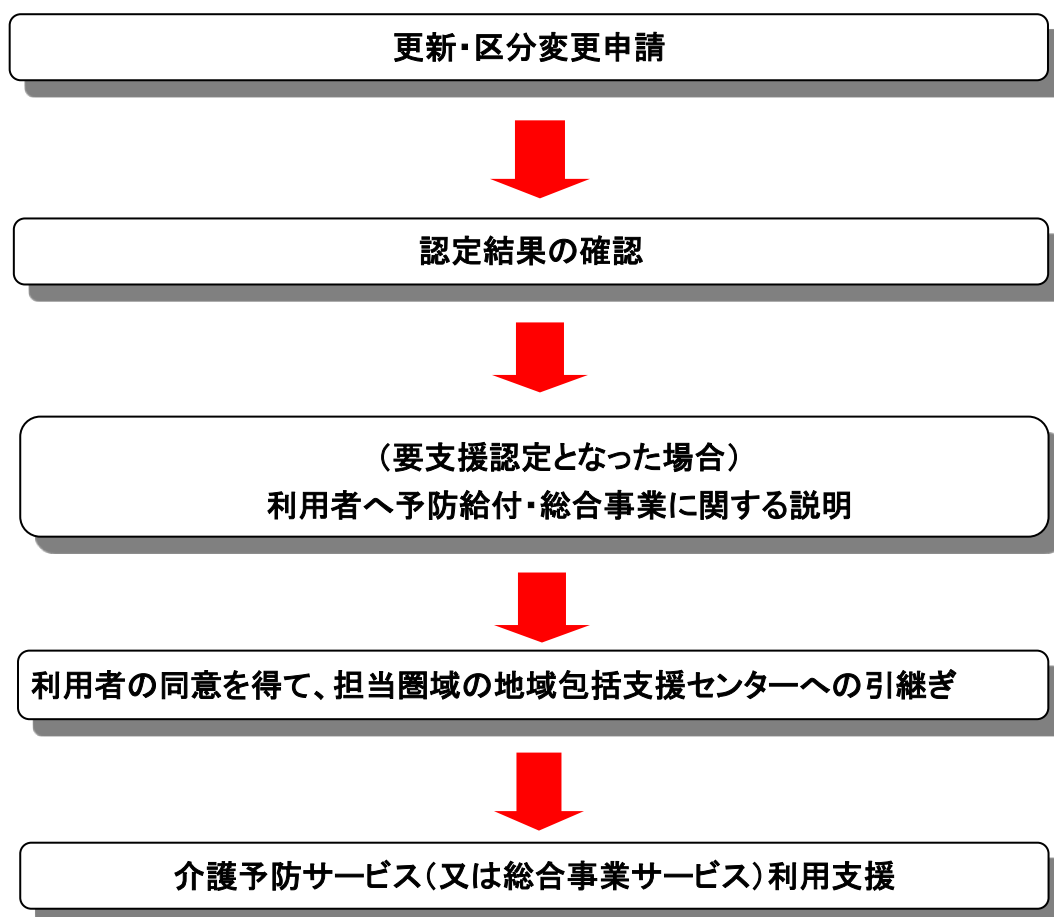 更新・区分変更申請
認定結果の確認
（要支援認定となった場合）
利用者へ予防給付・総合事業に関する説明
利用者の同意を得て、担当圏域の地域包括支援センターへの引継ぎ
介護予防サービス（又は総合事業サービス）利用支援